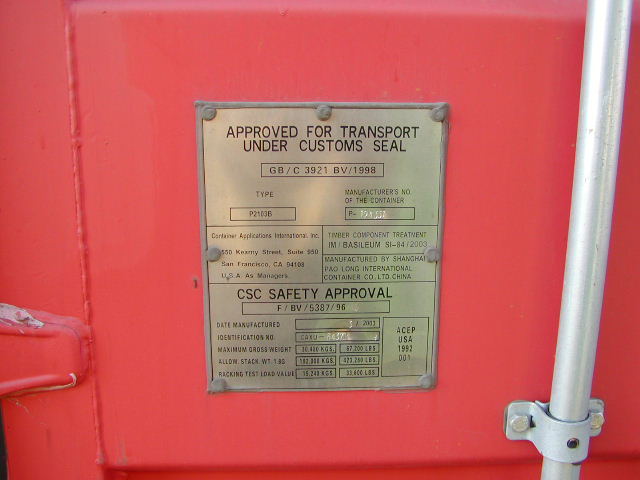 APPROVED FOR TRANSPORT
UNDER CUSTOMS SEAL
GB/C 3921 BV/1998
TYPE
P2103B
MANUFACTURER'S NO.
OF THE CONTAINER
P-
Container Applications International, Inc.
550 Kearny Street, Suite 950
San Francisco, CA 94108
U.S.A. As Managers.
TIMBER COMPONENT TREATMENT
IM/BASILEUM SI-84/2003
MANUFACTURED BY SHANGHAI
PAO LONG INTERNATIONAL
CONTAINER CO.,LTD.CHINA
CSC SAFETY APPROVAL
F/BV/5387/96
DATE MANUFACTURED / 2003
IDENTIFICATION NO. CAXU-
MAXIMUM GROSS WEIGHT 30,480 KGS. 67,200 LBS.
ALLOW. STACK. WT. 1.8G 192,000 KGS. 423,280 LBS.
RACKING TEST LOAD VALUE 15,240 KGS. 33,600 LBS.
ACEP
USA
1992
001